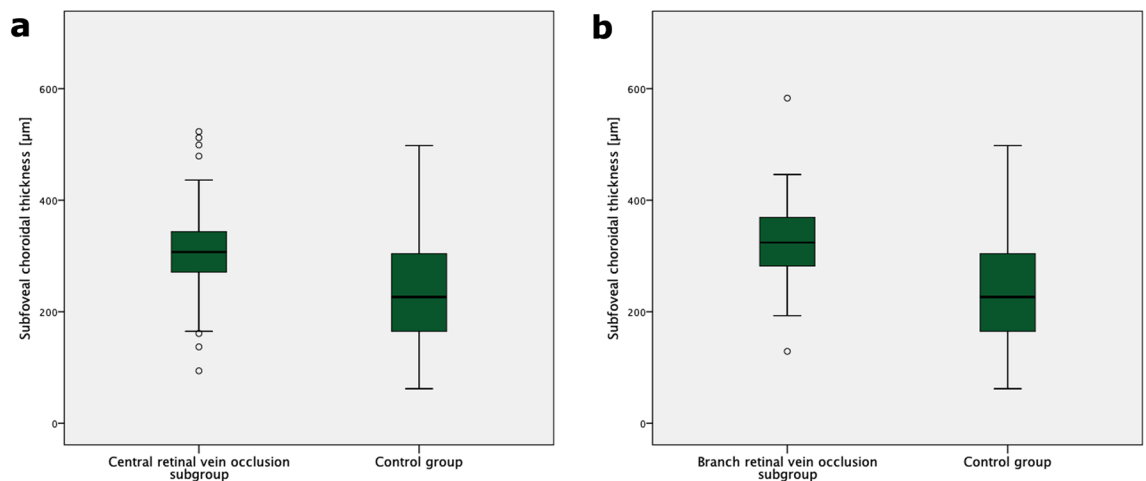 a
Subfoveal choroidal thickness [µm]
600
400
200
0
Central retinal vein occlusion
subgroup
Control group
b
Subfoveal choroidal thickness [µm]
600
400
200
0
Branch retinal vein occlusion
subgroup
Control group